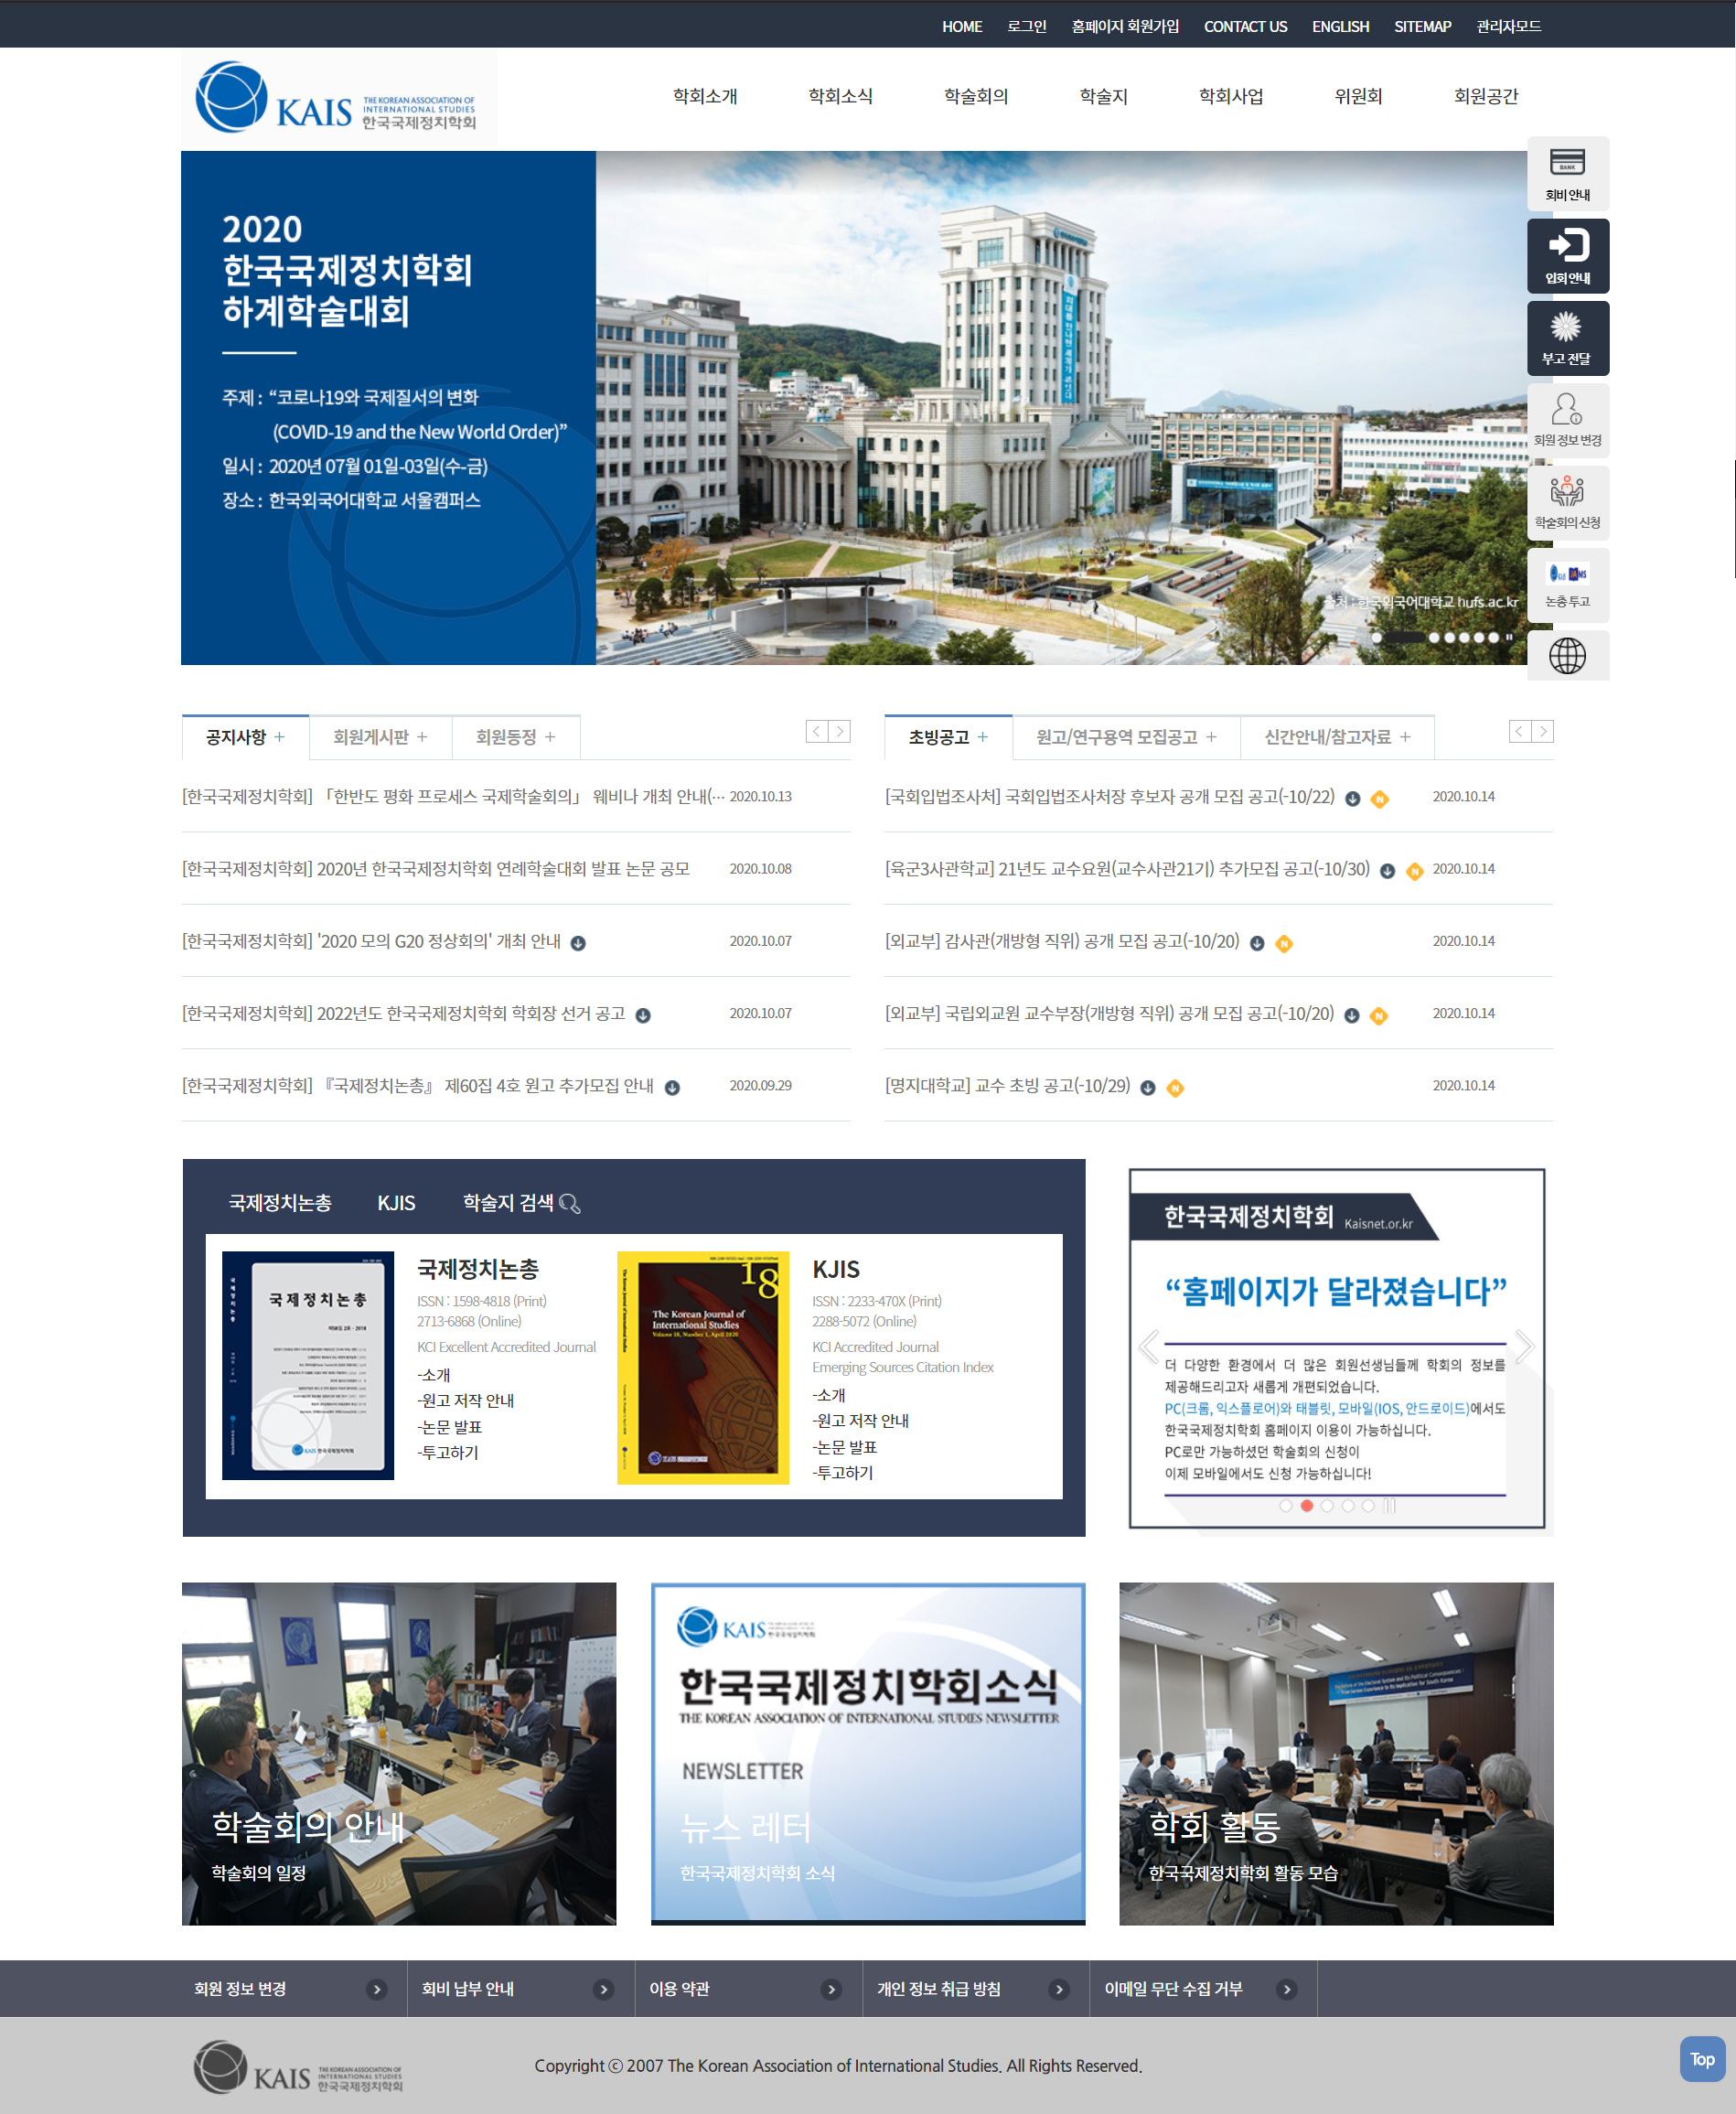 HOME 로그인 홈페이지 회원가입 CONTACT US ENGLISH SITEMAP 관리자모드
KAIS THE KOREAN ASSOCIATION OF
INTERNATIONAL STUDIES
한국국제정치학회
학회소개 학회소식 학술회의 학술지 학회사업 위원회 회원공간
2020
한국국제정치학회
하계학술대회
주제 : “코로나19와 국제질서의 변화
(COVID-19 and the New World Order)”
일시 : 2020년 07월 01일-03일(수-금)
장소 : 한국외국어대학교 서울캠퍼스
출처 : 한국외국어대학교 hufs.ac.kr
BANK
회비 안내
입회 안내
부고 전달
회원 정보 변경
학술회의 신청
논총 투고
공지사항 + 회원게시판 + 회원동정 +
[한국국제정치학회] 「한반도 평화 프로세스 국제학술회의」 웨비나 개최 안내(··· 2020.10.13
[한국국제정치학회] 2020년 한국국제정치학회 연례학술대회 발표 논문 공모 2020.10.08
[한국국제정치학회] '2020 모의 G20 정상회의' 개최 안내 2020.10.07
[한국국제정치학회] 2022년도 한국국제정치학회 학회장 선거 공고 2020.10.07
[한국국제정치학회] 『국제정치논총』 제60집 4호 원고 추가모집 안내 2020.09.29
초빙공고 + 원고/연구용역 모집공고 + 신간안내/참고자료 +
[국회입법조사처] 국회입법조사처장 후보자 공개 모집 공고(-10/22) N 2020.10.14
[육군3사관학교] 21년도 교수요원(교수사관21기) 추가모집 공고(-10/30) N 2020.10.14
[외교부] 감사관(개방형 직위) 공개 모집 공고(-10/20) N 2020.10.14
[외교부] 국립외교원 교수부장(개방형 직위) 공개 모집 공고(-10/20) N 2020.10.14
[명지대학교] 교수 초빙 공고(-10/29) N 2020.10.14
국제정치논총 KJIS 학술지 검색
국제정치논총
KAIS 한국국제정치학회
국제정치논총
ISSN : 1598-4818 (Print)
2713-6868 (Online)
KCI Excellent Accredited Journal
-소개
-원고 저작 안내
-논문 발표
-투고하기
18
The Korean Journal of
International Studies
Volume 18, Number 1, April 2020
KJIS
ISSN : 2233-470X (Print)
2288-5072 (Online)
KCI Accredited Journal
Emerging Sources Citation Index
-소개
-원고 저작 안내
-논문 발표
-투고하기
한국국제정치학회 Kaisnet.or.kr
“홈페이지가 달라졌습니다”
더 다양한 환경에서 더 많은 회원선생님들께 학회의 정보를
제공해드리고자 새롭게 개편되었습니다.
PC(크롬, 익스플로어)와 태블릿, 모바일(IOS, 안드로이드)에서도
한국국제정치학회 홈페이지 이용이 가능하십니다.
PC로만 가능하셨던 학술회의 신청이
이제 모바일에서도 신청 가능하십니다!
학술회의 안내
학술회의 일정
KAIS 한국국제정치학회
한국국제정치학회소식
THE KOREAN ASSOCIATION OF INTERNATIONAL STUDIES NEWSLETTER
NEWSLETTER
뉴스 레터
한국국제정치학회 소식
학회 활동
한국국제정치학회 활동 모습
회원 정보 변경 회비 납부 안내 이용 약관 개인 정보 취급 방침 이메일 무단 수집 거부
KAIS THE KOREAN ASSOCIATION OF
INTERNATIONAL STUDIES
한국국제정치학회
Copyright ⓒ 2007 The Korean Association of International Studies. All Rights Reserved.
Top